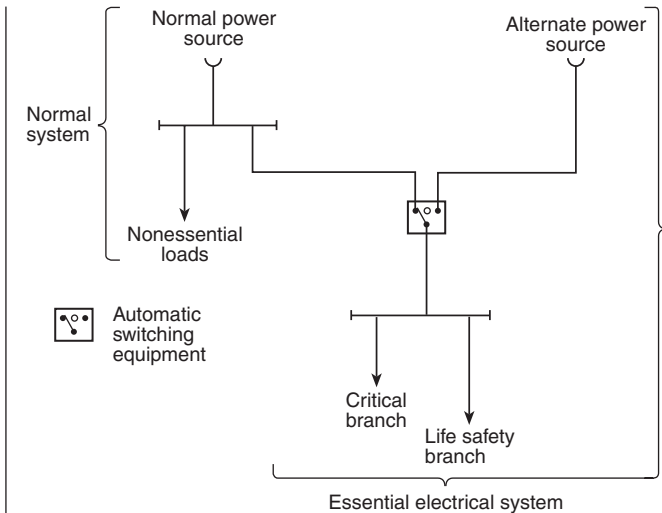 Normal power
source
Alternate power
source
Normal
system
Nonessential
loads
Automatic
switching
equipment
Critical
branch
Life safety
branch
Essential electrical system